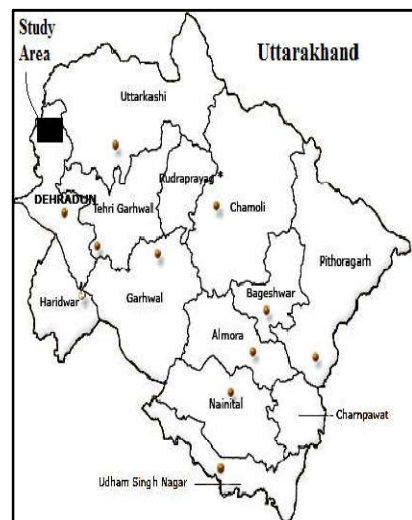 Study
Area
Uttarakhand
Uttarkashi
DEHRADUN
Tehri Garhwal
Rudraprayag*
Chamoli
Pithoragarh
Haridwar
Garhwal
Bageshwar
Almora
Nainital
Champawat
Udham Singh Nagar